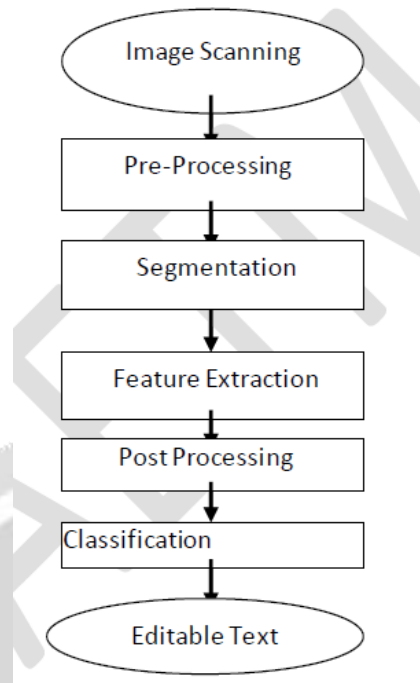 Image Scanning
Pre-Processing
Segmentation
Feature Extraction
Post Processing
Classification
Editable Text